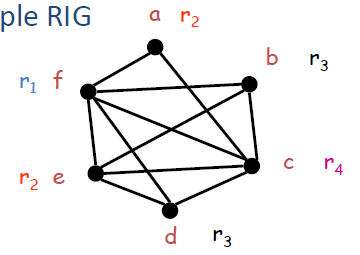 ple RIG
a r₂
b r₃
r₁ f
c r₄
r₂ e
d r₃